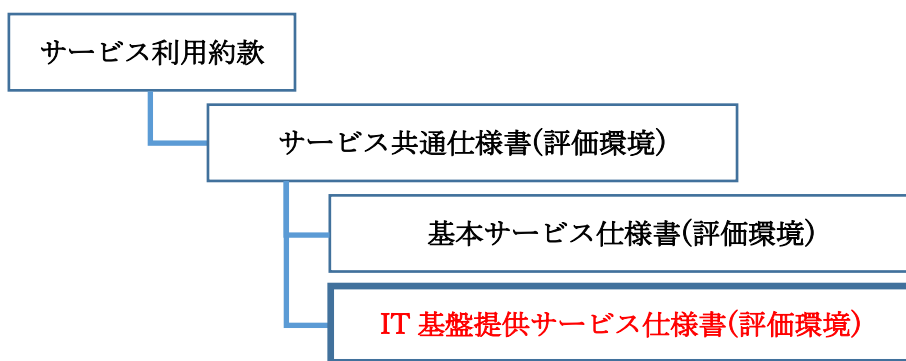 サービス利用約款
サービス共通仕様書(評価環境)
基本サービス仕様書(評価環境)
IT 基盤提供サービス仕様書(評価環境)